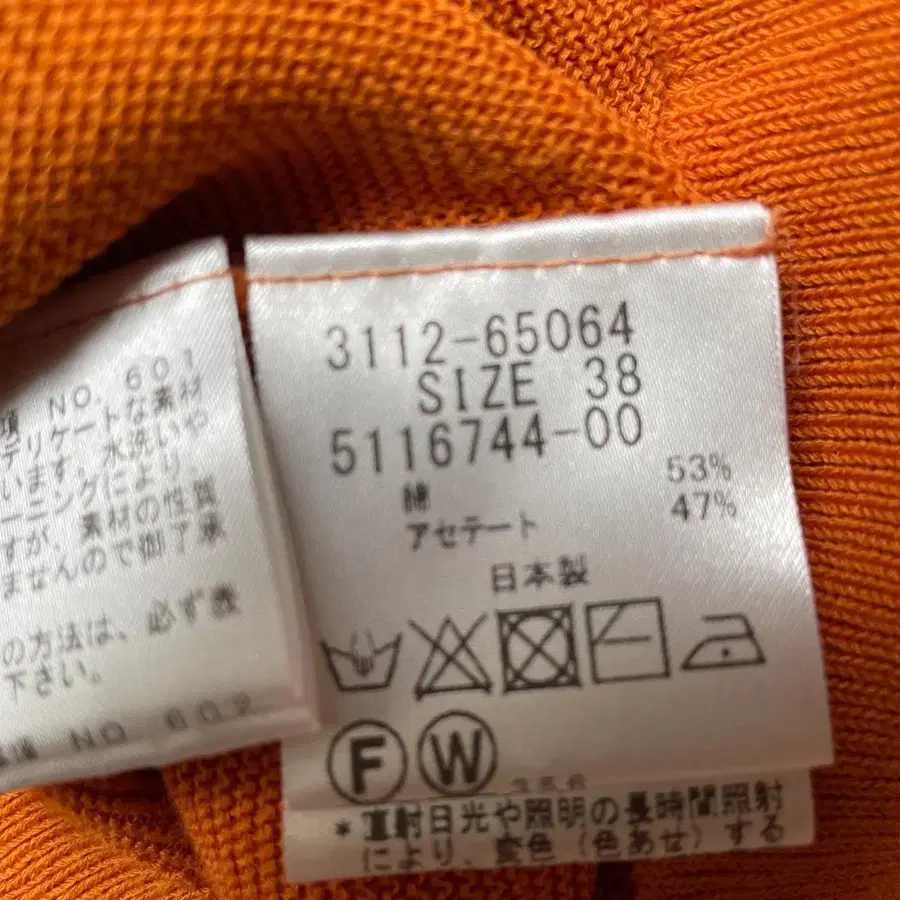 NO. 601
デリケートな素材
います。水洗いや
ーニングにより、
すが、素材の性質
ませんので御了承
の方法は、必ず壺
下さい。
NO. 602
3112-65064
SIZE 38
5116744-00
綿 53%
アセテート 47%
日本製
F W
356
*直射日光や照明の長時間照射
により、変色(色あせ)する